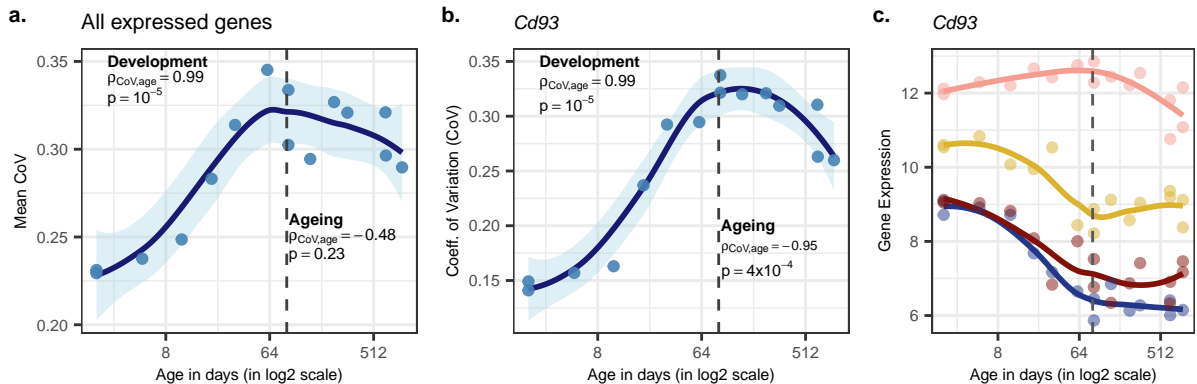 a.
All expressed genes
Mean CoV
0.35
0.30
0.25
0.20
Development
ρCoV,age = 0.99
p = 10⁻⁵
Ageing
ρCoV,age = −0.48
p = 0.23
8
64
512
Age in days (in log2 scale)
b.
Cd93
Coeff. of Variation (CoV)
0.35
0.30
0.25
0.20
0.15
Development
ρCoV,age = 0.99
p = 10⁻⁵
Ageing
ρCoV,age = −0.95
p = 4x10⁻⁴
8
64
512
Age in days (in log2 scale)
c.
Cd93
Gene Expression
12
10
8
6
8
64
512
Age in days (in log2 scale)